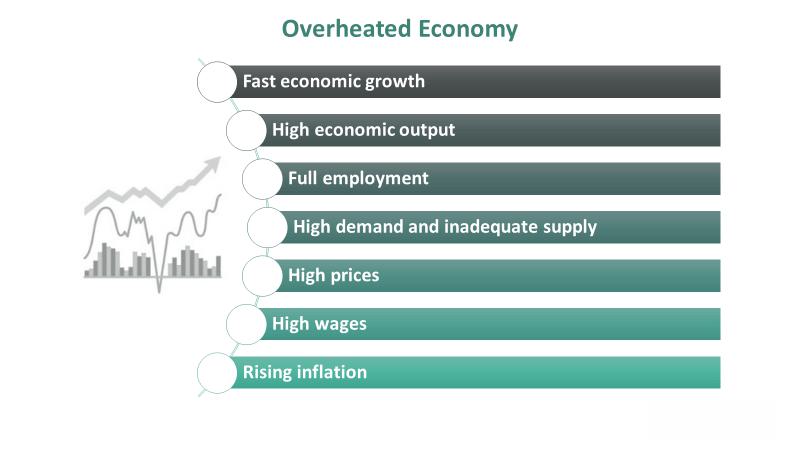 Overheated Economy
Fast economic growth
High economic output
Full employment
High demand and inadequate supply
High prices
High wages
Rising inflation